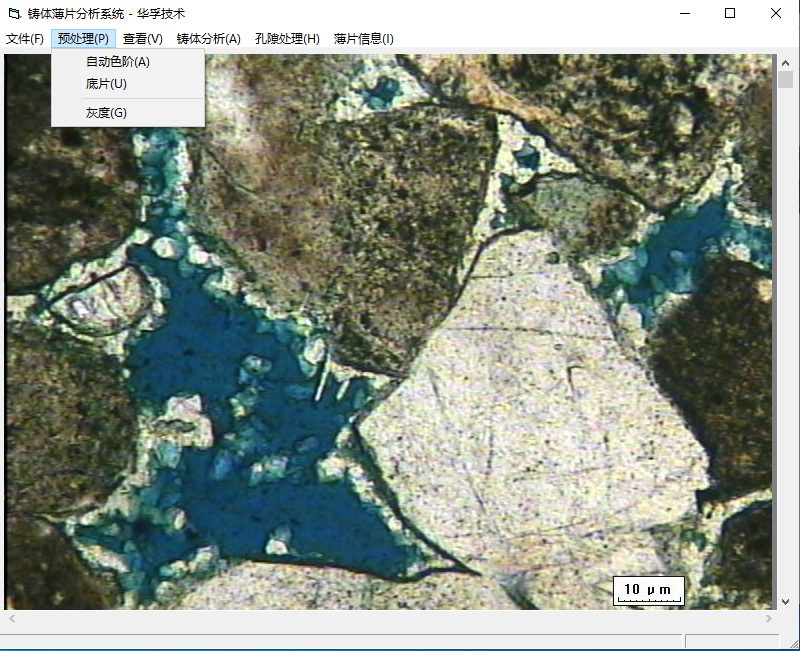 铸体薄片分析系统 - 华孚技术
文件(F) 预处理(P) 查看(V) 铸体分析(A) 孔隙处理(H) 薄片信息(I)
自动色阶(A)
底片(U)
灰度(G)
10 μm